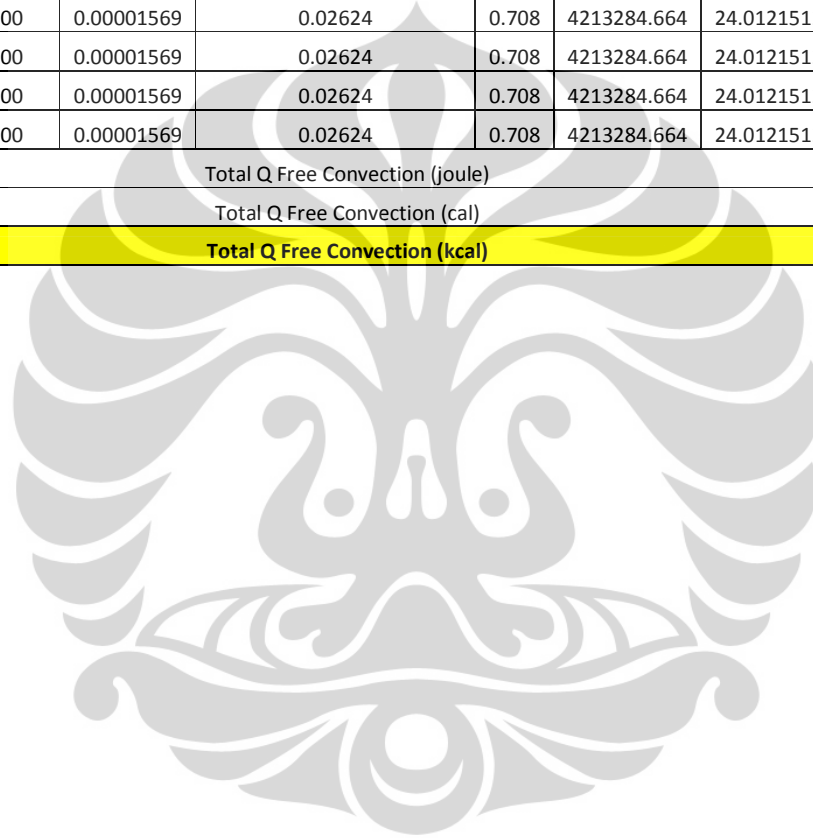 00 0.00001569 0.02624 0.708 4213284.664 24.012151
00 0.00001569 0.02624 0.708 4213284.664 24.012151
00 0.00001569 0.02624 0.708 4213284.664 24.012151
00 0.00001569 0.02624 0.708 4213284.664 24.012151
Total Q Free Convection (joule)
Total Q Free Convection (cal)
Total Q Free Convection (kcal)